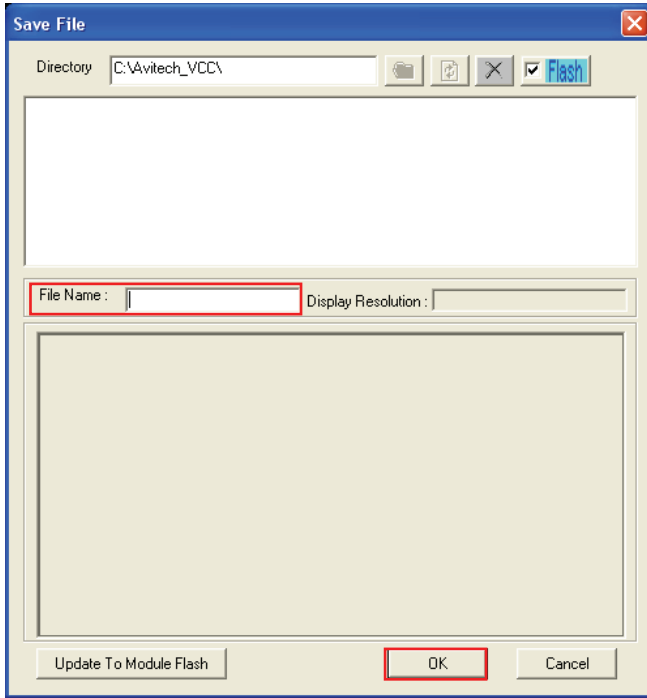 Save File
Directory C:\Avitech_VCC\ Flash
File Name : Display Resolution :
Update To Module Flash OK Cancel